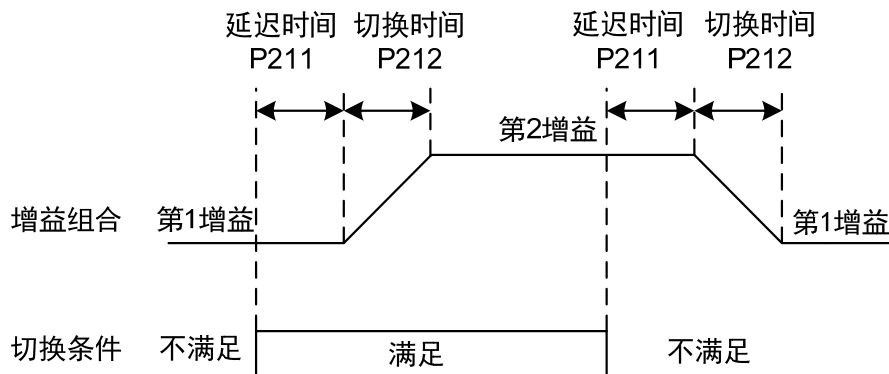 延迟时间 切换时间 延迟时间 切换时间
P211 P212 P211 P212
第2增益
增益组合 第1增益 第1增益
切换条件 不满足 满足 不满足